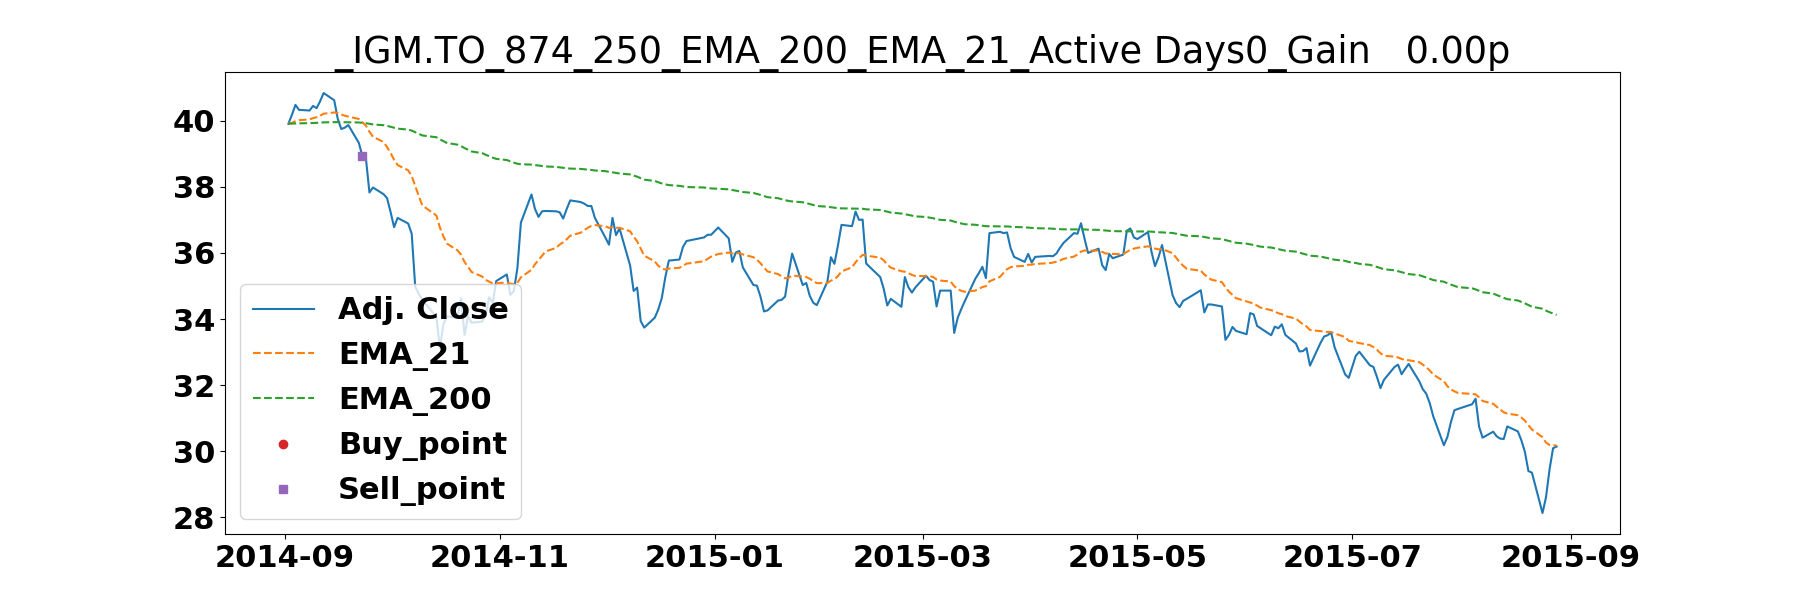 _IGM.TO_874_250_EMA_200_EMA_21_Active Days0_Gain   0.00p
40
38
36
34
32
30
28
Adj. Close
EMA_21
EMA_200
Buy_point
Sell_point
2014-09 2014-11 2015-01 2015-03 2015-05 2015-07 2015-09